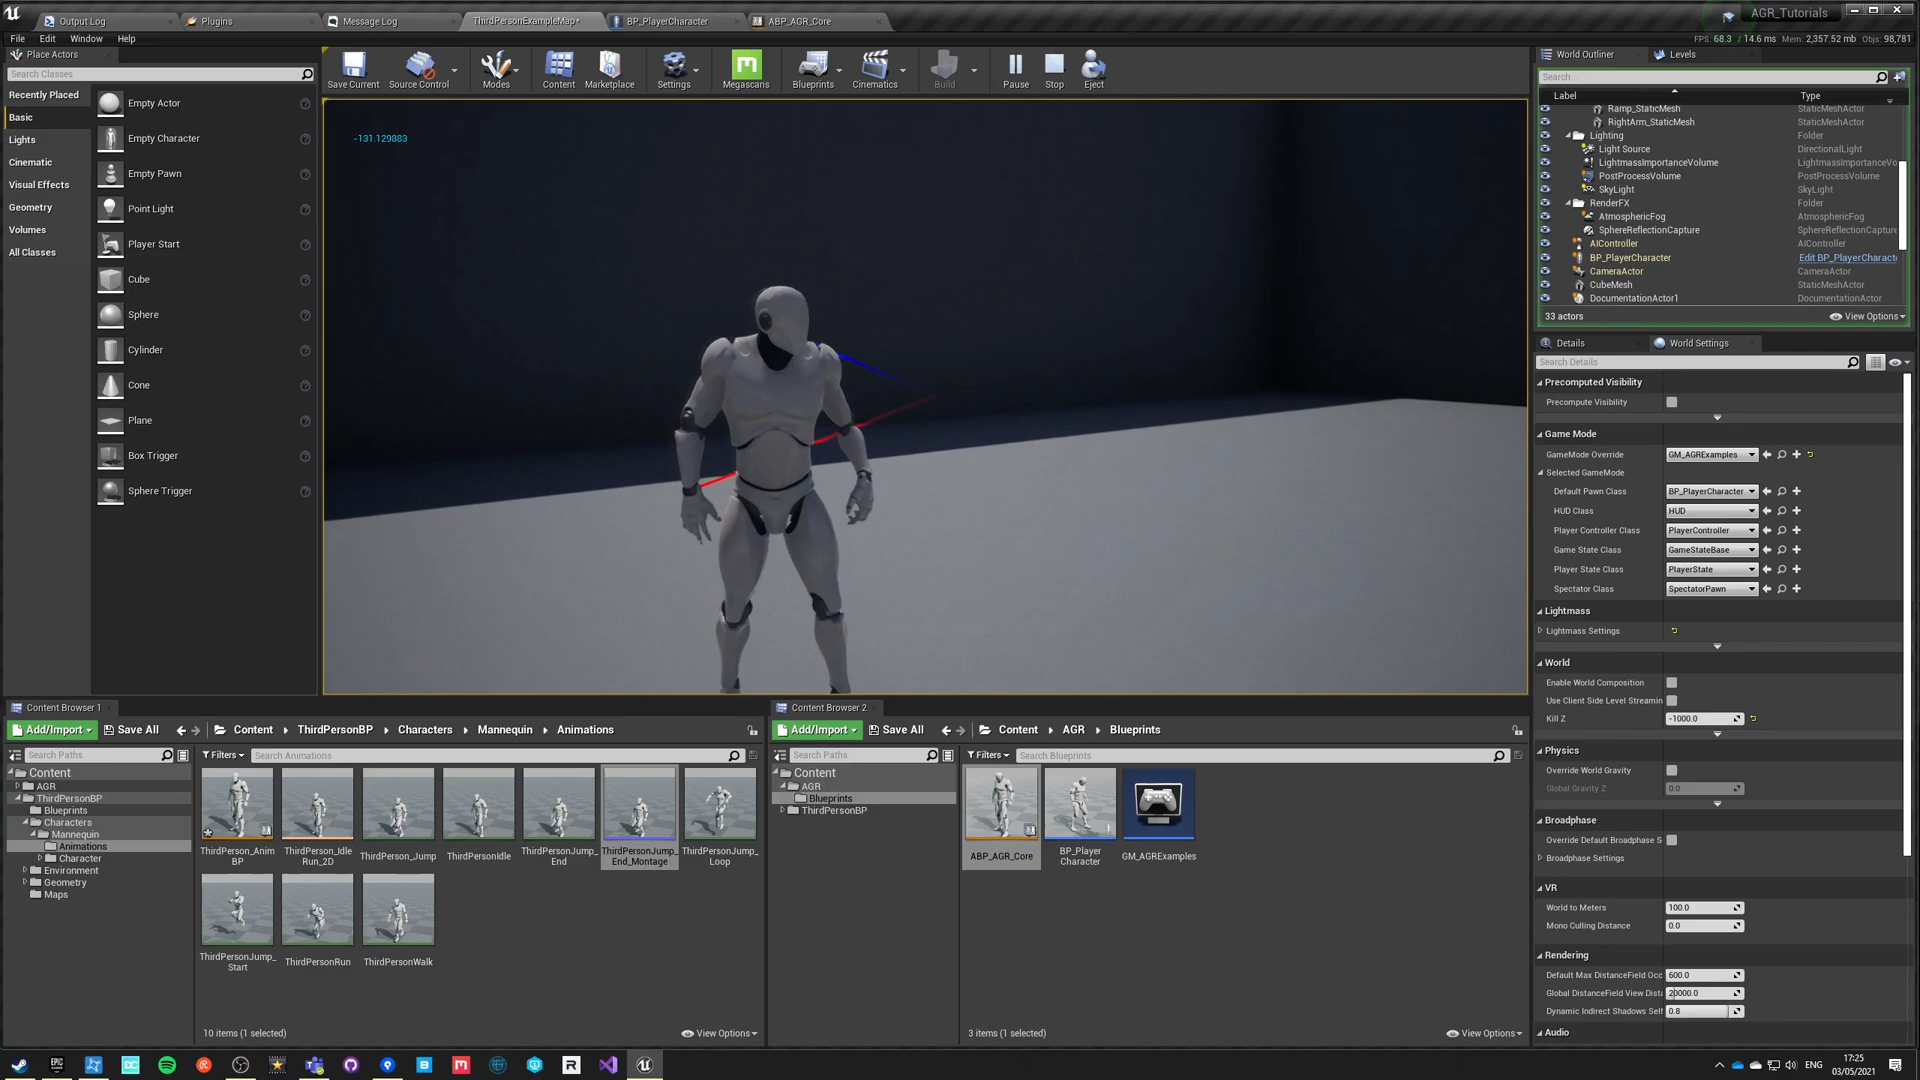 Output Log
Plugins
Message Log
ThirdPersonExampleMap*
BP_PlayerCharacter
ABP_AGR_Core
AGR_Tutorials
File Edit Window Help
FPS: 68.3 / 14.6 ms Mem: 2,357.52 mb Objs: 98,781
Place Actors
Search Classes
Recently Placed
Basic
Lights
Cinematic
Visual Effects
Geometry
Volumes
All Classes
Empty Actor
Empty Character
Empty Pawn
Point Light
Player Start
Cube
Sphere
Cylinder
Cone
Plane
Box Trigger
Sphere Trigger
Save Current
Source Control
Modes
Content
Marketplace
Settings
Megascans
Blueprints
Cinematics
Build
Pause
Stop
Eject
-131.129883
World Outliner
Levels
Search...
Label Type
Ramp_StaticMesh StaticMeshActor
RightArm_StaticMesh StaticMeshActor
Lighting Folder
Light Source DirectionalLight
LightmassImportanceVolume LightmassImportanceVo
PostProcessVolume PostProcessVolume
SkyLight SkyLight
RenderFX Folder
AtmosphericFog AtmosphericFog
SphereReflectionCapture SphereReflectionCapture
AIController AIController
BP_PlayerCharacter Edit BP_PlayerCharact
CameraActor CameraActor
CubeMesh StaticMeshActor
DocumentationActor1 DocumentationActor
33 actors
View Options
Details
World Settings
Search Details
Precomputed Visibility
Precompute Visibility
Game Mode
GameMode Override GM_AGRExamples
Selected GameMode
Default Pawn Class BP_PlayerCharacter
HUD Class HUD
Player Controller Class PlayerController
Game State Class GameStateBase
Player State Class PlayerState
Spectator Class SpectatorPawn
Lightmass
Lightmass Settings
World
Enable World Composition
Use Client Side Level Streamin
Kill Z -1000.0
Physics
Override World Gravity
Global Gravity Z 0.0
Broadphase
Override Default Broadphase S
Broadphase Settings
VR
World to Meters 100.0
Mono Culling Distance 0.0
Rendering
Default Max DistanceField Occ 600.0
Global DistanceField View Dista 20000.0
Dynamic Indirect Shadows Self 0.8
Audio
Content Browser 1
Add/Import Save All Content ThirdPersonBP Characters Mannequin Animations
Search Paths
Filters
Search Animations
Content
AGR
ThirdPersonBP
Blueprints
Characters
Mannequin
Animations
Character
Environment
Geometry
Maps
ThirdPerson_Anim
BP
ThirdPerson_Idle
Run_2D
ThirdPerson_Jump
ThirdPersonIdle
ThirdPersonJump_
End
ThirdPersonJump_
End_Montage
ThirdPersonJump_
Loop
ThirdPersonJump_
Start
ThirdPersonRun
ThirdPersonWalk
10 items (1 selected)
View Options
Content Browser 2
Add/Import Save All Content AGR Blueprints
Search Paths
Filters
Search Blueprints
Content
AGR
Blueprints
ThirdPersonBP
ABP_AGR_Core
BP_Player
Character
GM_AGRExamples
3 items (1 selected)
View Options
ENG
17:25
03/05/2021